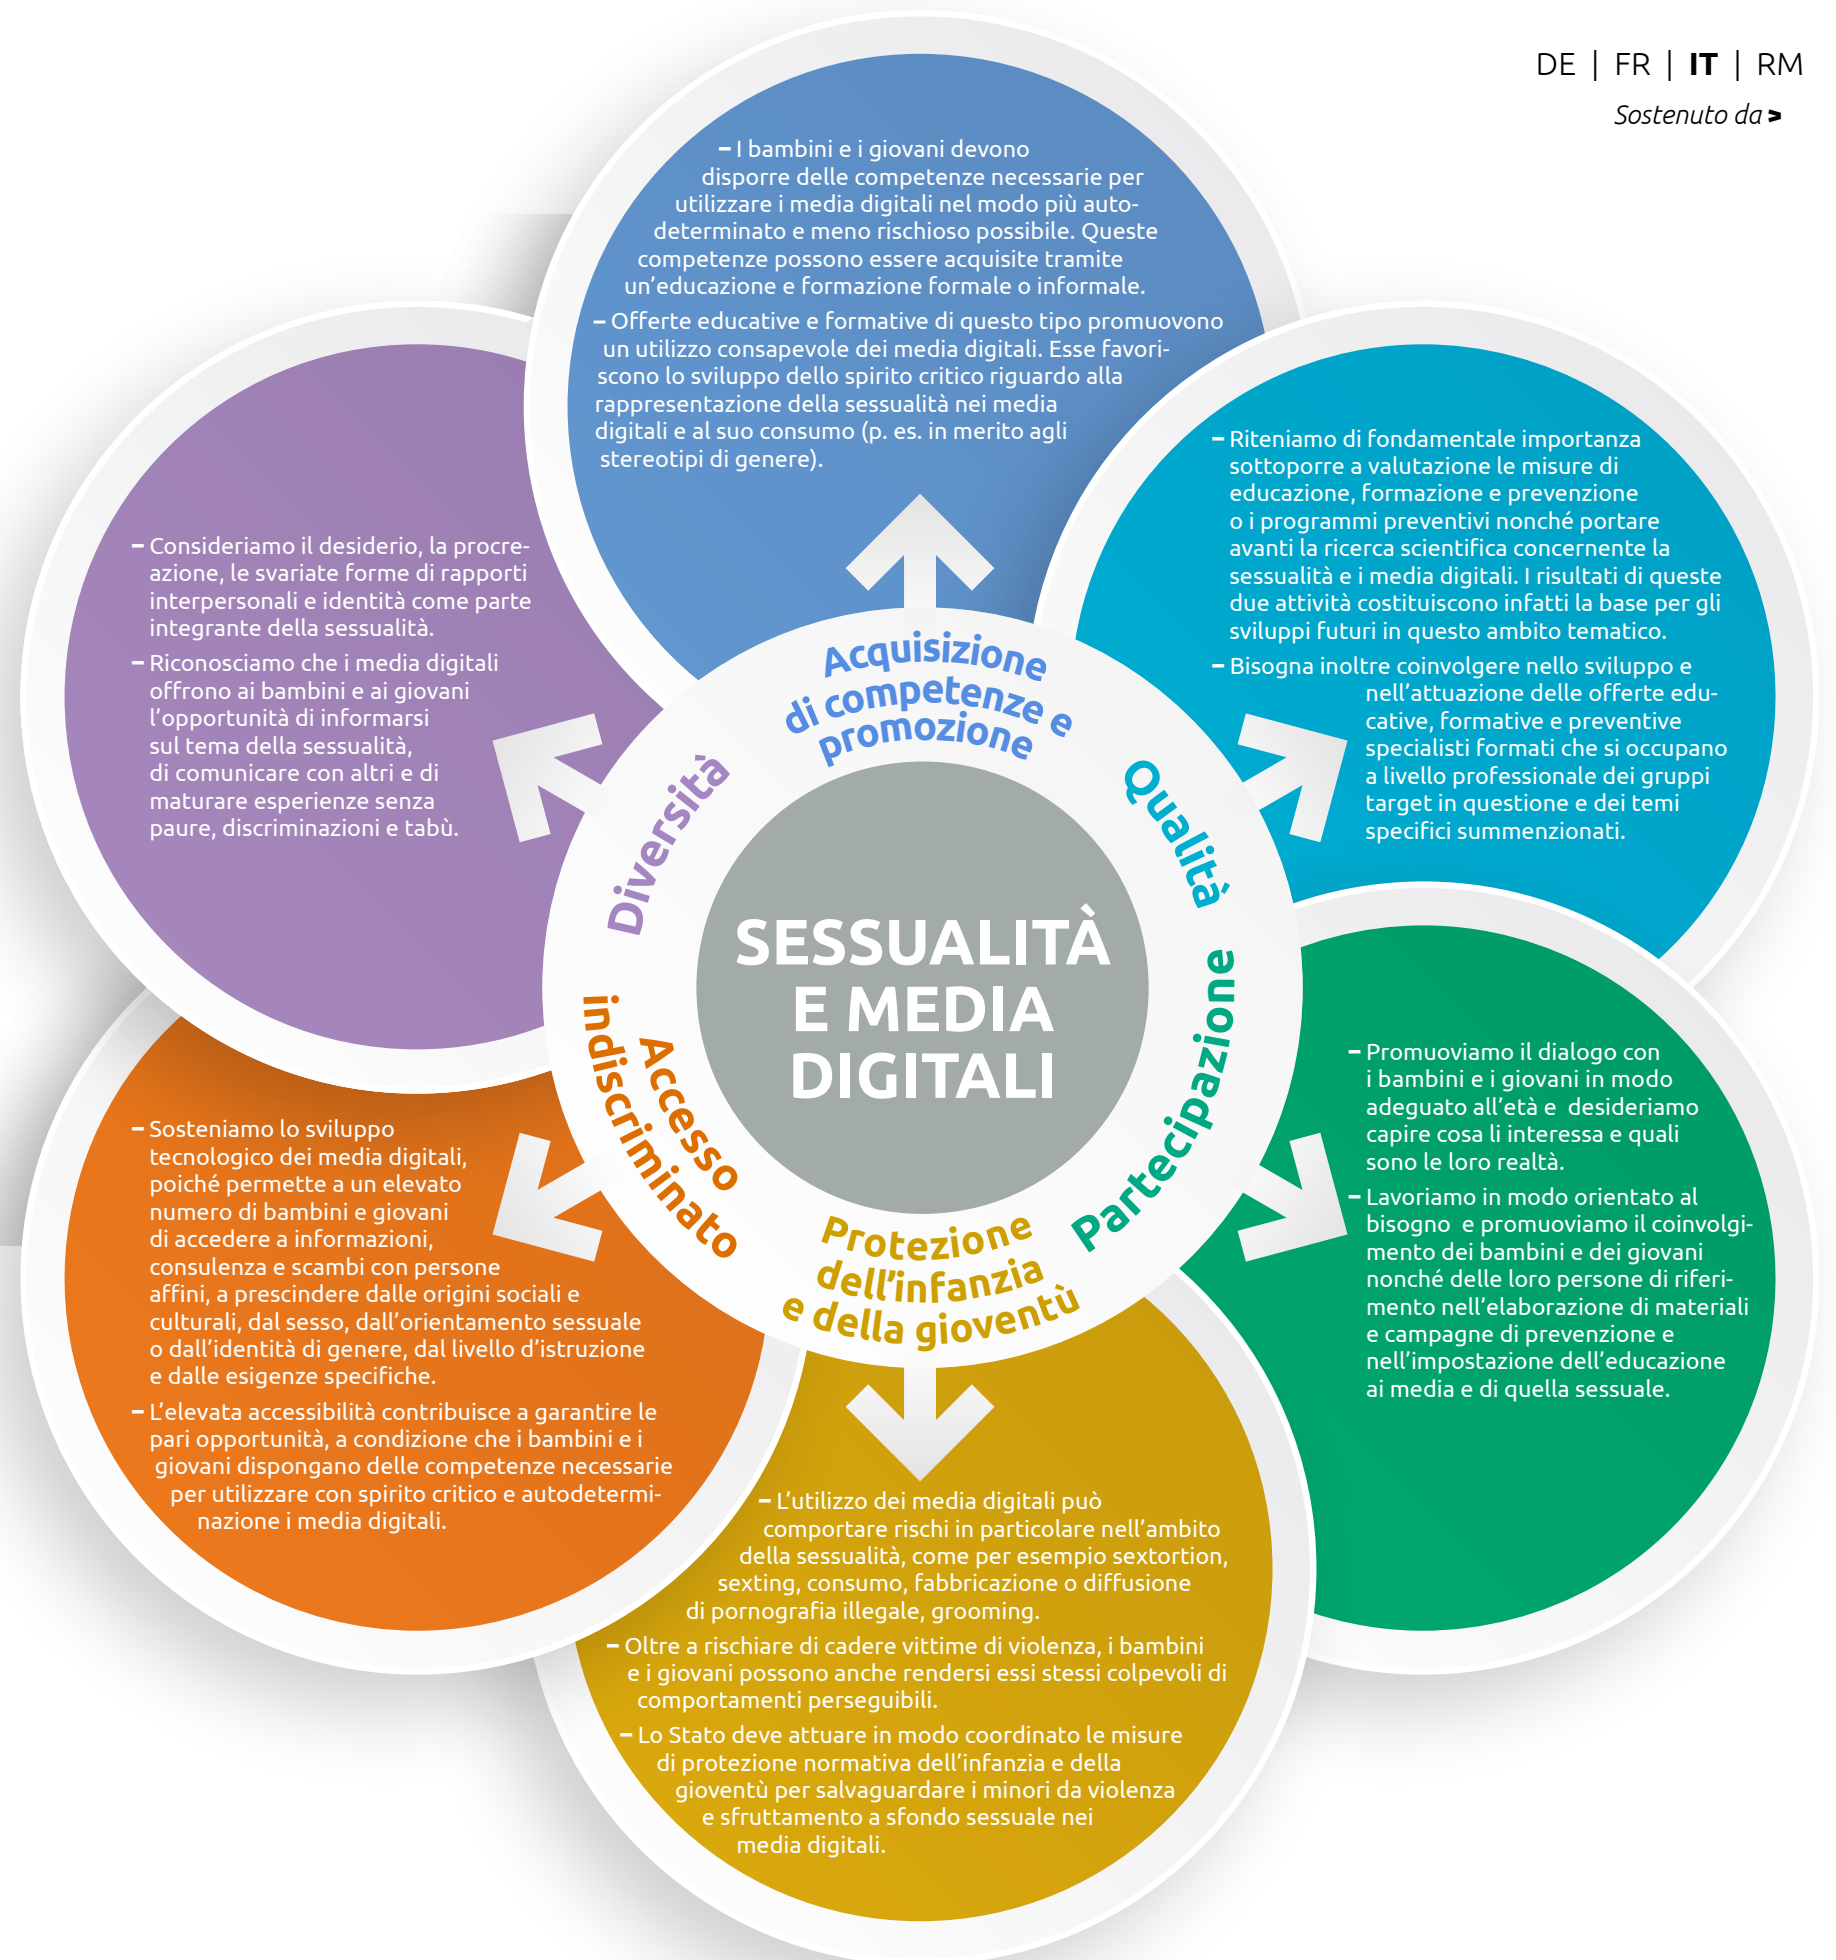 DE | FR | IT | RM
Sostenuto da >
– I bambini e i giovani devono
disporre delle competenze necessarie per
utilizzare i media digitali nel modo più auto-
determinato e meno rischioso possibile. Queste
competenze possono essere acquisite tramite
un’educazione e formazione formale o informale.
– Offerte educative e formative di questo tipo promuovono
un utilizzo consapevole dei media digitali. Esse favori-
scono lo sviluppo dello spirito critico riguardo alla
rappresentazione della sessualità nei media
digitali e al suo consumo (p. es. in merito agli
stereotipi di genere).
– Riteniamo di fondamentale importanza
sottoporre a valutazione le misure di
educazione, formazione e prevenzione
o i programmi preventivi nonché portare
avanti la ricerca scientifica concernente la
sessualità e i media digitali. I risultati di queste
due attività costituiscono infatti la base per gli
sviluppi futuri in questo ambito tematico.
– Bisogna inoltre coinvolgere nello sviluppo e
nell’attuazione delle offerte edu-
cative, formative e preventive
specialisti formati che si occupano
a livello professionale dei gruppi
target in questione e dei temi
specifici summenzionati.
– Promuoviamo il dialogo con
i bambini e i giovani in modo
adeguato all’età e desideriamo
capire cosa li interessa e quali
sono le loro realtà.
– Lavoriamo in modo orientato al
bisogno e promuoviamo il coinvolgi-
mento dei bambini e dei giovani
nonché delle loro persone di riferi-
mento nell’elaborazione di materiali
e campagne di prevenzione e
nell’impostazione dell’educazione
ai media e di quella sessuale.
– L’utilizzo dei media digitali può
comportare rischi in particolare nell’ambito
della sessualità, come per esempio sextortion,
sexting, consumo, fabbricazione o diffusione
di pornografia illegale, grooming.
– Oltre a rischiare di cadere vittime di violenza, i bambini
e i giovani possono anche rendersi essi stessi colpevoli di
comportamenti perseguibili.
– Lo Stato deve attuare in modo coordinato le misure
di protezione normativa dell’infanzia e della
gioventù per salvaguardare i minori da violenza
e sfruttamento a sfondo sessuale nei
media digitali.
– Sosteniamo lo sviluppo
tecnologico dei media digitali,
poiché permette a un elevato
numero di bambini e giovani
di accedere a informazioni,
consulenza e scambi con persone
affini, a prescindere dalle origini sociali e
culturali, dal sesso, dall’orientamento sessuale
o dall’identità di genere, dal livello d’istruzione
e dalle esigenze specifiche.
– L’elevata accessibilità contribuisce a garantire le
pari opportunità, a condizione che i bambini e i
giovani dispongano delle competenze necessarie
per utilizzare con spirito critico e autodetermi-
nazione i media digitali.
– Consideriamo il desiderio, la procre-
azione, le svariate forme di rapporti
interpersonali e identità come parte
integrante della sessualità.
– Riconosciamo che i media digitali
offrono ai bambini e ai giovani
l’opportunità di informarsi
sul tema della sessualità,
di comunicare con altri e di
maturare esperienze senza
paure, discriminazioni e tabù.
Acquisizione
di competenze e
promozione
Qualità
Partecipazione
Protezione
dell’infanzia
e della gioventù
Accesso
indiscriminato
Diversità
SESSUALITÀ
E MEDIA
DIGITALI